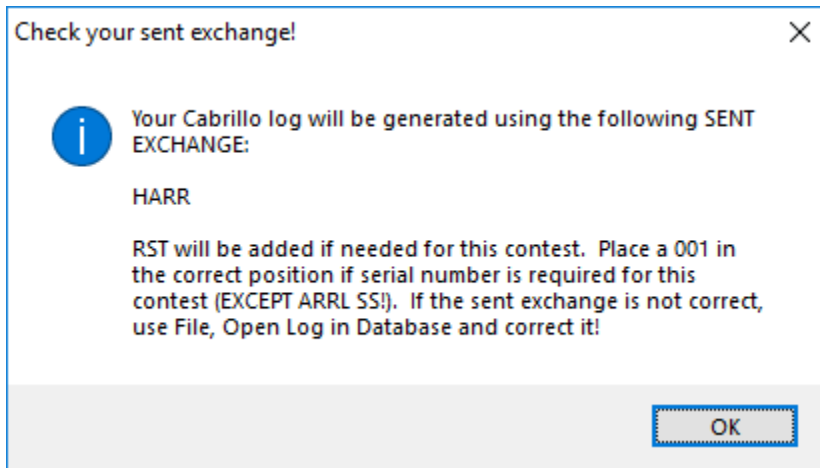 Check your sent exchange!
Your Cabrillo log will be generated using the following SENT
EXCHANGE:
HARR
RST will be added if needed for this contest.  Place a 001 in
the correct position if serial number is required for this
contest (EXCEPT ARRL SS!).  If the sent exchange is not correct,
use File, Open Log in Database and correct it!
OK